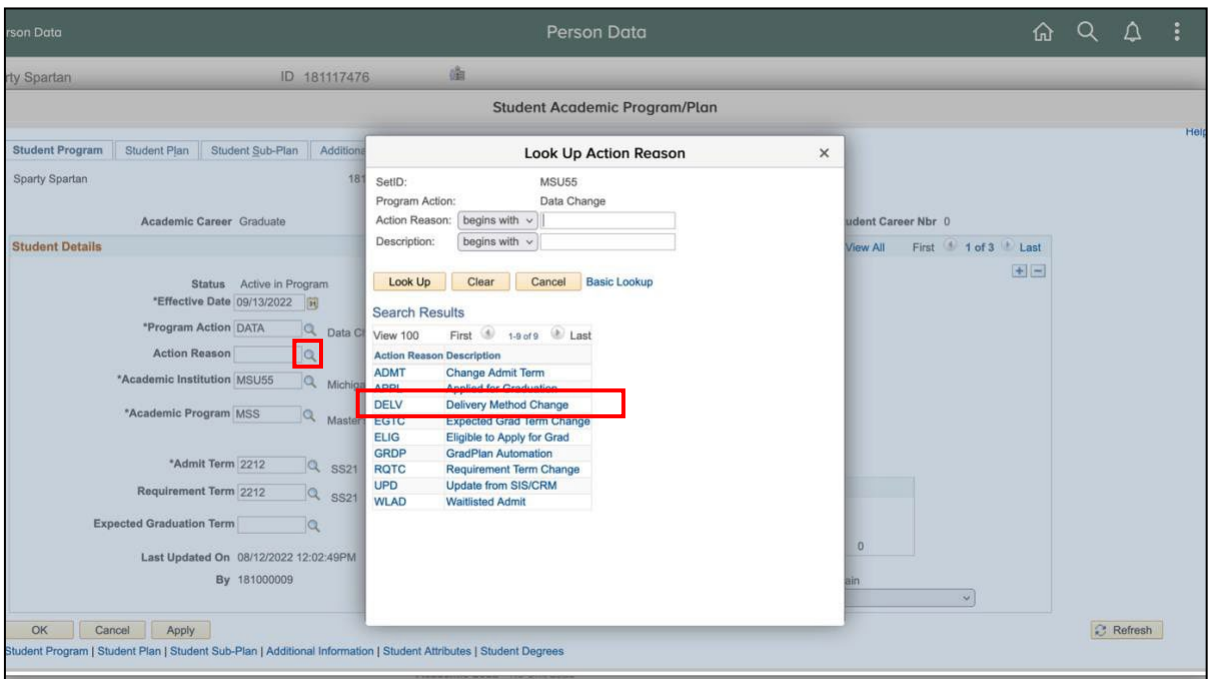 rson Data Person Data
rty Spartan ID 181117476
Student Academic Program/Plan
Help
Student Program Student Plan Student Sub-Plan Additiona
Sparty Spartan 181
Academic Career Graduate udent Career Nbr 0
Student Details View All First 1 of 3 Last
Status Active in Program
*Effective Date 09/13/2022
*Program Action DATA Data Ch
Action Reason
*Academic Institution MSU55 Michiga
*Academic Program MSS Master
*Admit Term 2212 SS21
Requirement Term 2212 SS21
Expected Graduation Term
Last Updated On 08/12/2022 12:02:49PM 0
By 181000009 ain
Look Up Action Reason ×
SetID: MSU55
Program Action: Data Change
Action Reason: begins with
Description: begins with
Look Up Clear Cancel Basic Lookup
Search Results
View 100 First 1-9 of 9 Last
Action Reason Description
ADMT Change Admit Term
APPL Applied for Graduation
DELV Delivery Method Change
EGTC Expected Grad Term Change
ELIG Eligible to Apply for Grad
GRDP GradPlan Automation
RQTC Requirement Term Change
UPD Update from SIS/CRM
WLAD Waitlisted Admit
OK Cancel Apply Refresh
Student Program | Student Plan | Student Sub-Plan | Additional Information | Student Attributes | Student Degrees